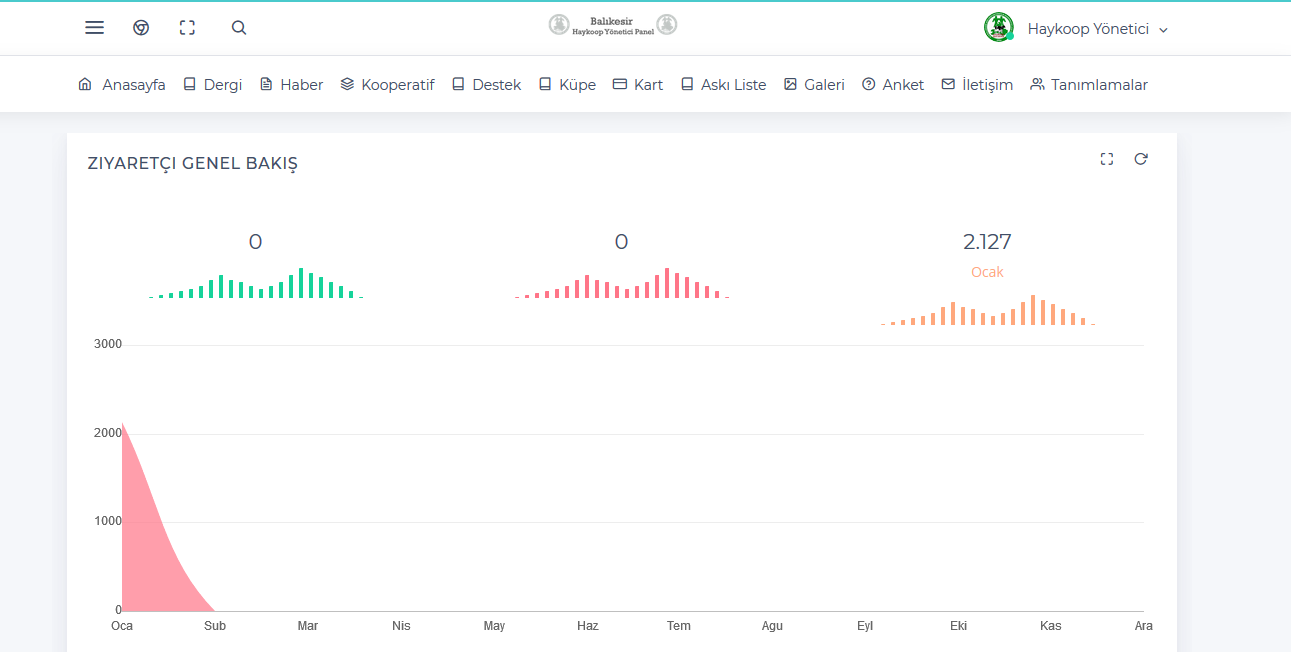 Balıkesir
Haykoop Yönetici Panel
Haykoop Yönetici
Anasayfa Dergi Haber Kooperatif Destek Küpe Kart Askı Liste Galeri Anket İletişim Tanımlamalar
ZIYARETÇI GENEL BAKIŞ
0 0 2.127
Ocak
3000
2000
1000
0
Oca Sub Mar Nis May Haz Tem Agu Eyl Eki Kas Ara